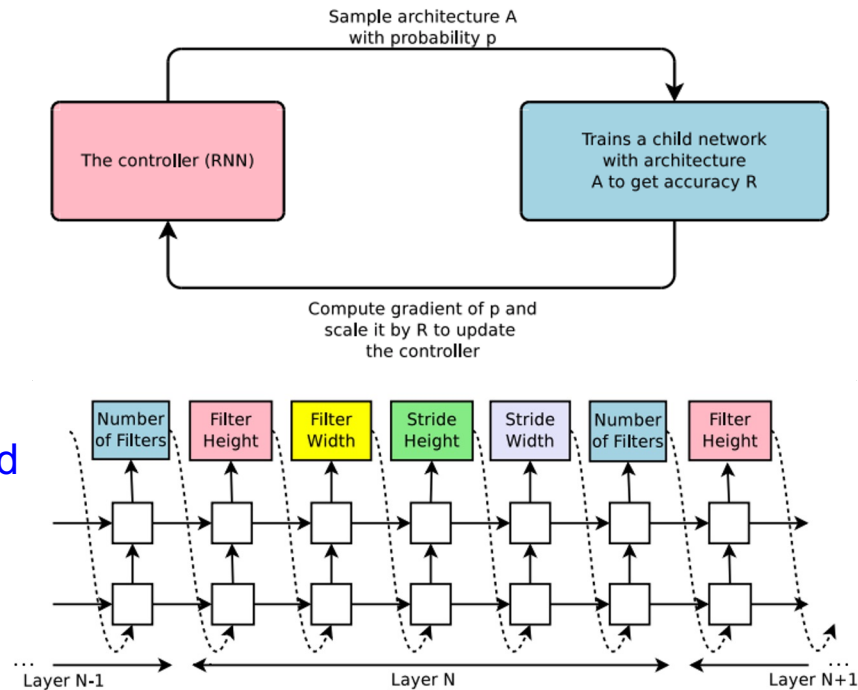 Sample architecture A
with probability p
The controller (RNN)
Trains a child network
with architecture
A to get accuracy R
Compute gradient of p and
scale it by R to update
the controller
Number
of Filters
Filter
Height
Filter
Width
Stride
Height
Stride
Width
Number
of Filters
Filter
Height
d
... Layer N-1
Layer N
Layer N+1 ...